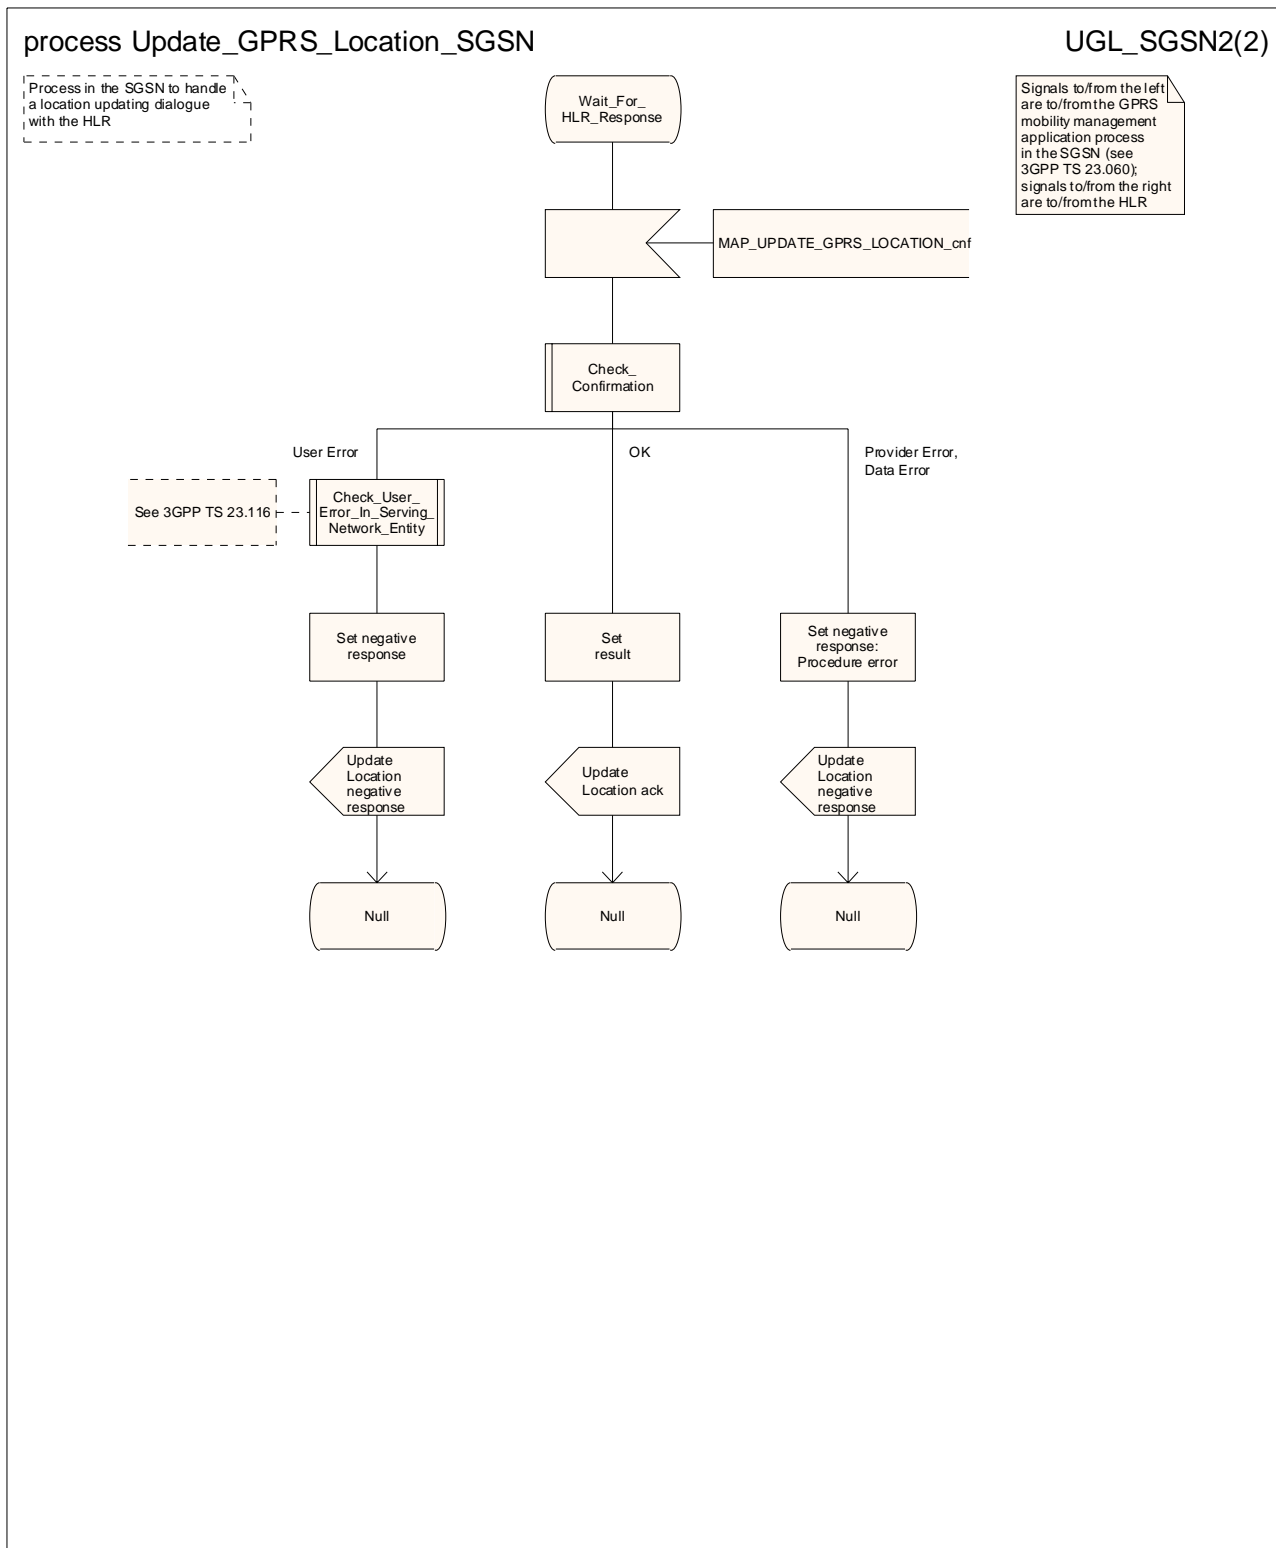 process Update_GPRS_Location_SGSN
UGL_SGSN2(2)
Process in the SGSN to handle
a location updating dialogue
with the HLR
Wait_For_
HLR_Response
Signals to/from the left
are to/from the GPRS
mobility management
application process
in the SGSN (see
3GPP TS 23.060);
signals to/from the right
are to/from the HLR
MAP_UPDATE_GPRS_LOCATION_cnf
Check_
Confirmation
User Error
OK
Provider Error,
Data Error
See 3GPP TS 23.116
Check_User_
Error_In_Serving_
Network_Entity
Set negative
response
Set
result
Set negative
response:
Procedure error
Update
Location
negative
response
Update
Location ack
Update
Location
negative
response
Null
Null
Null